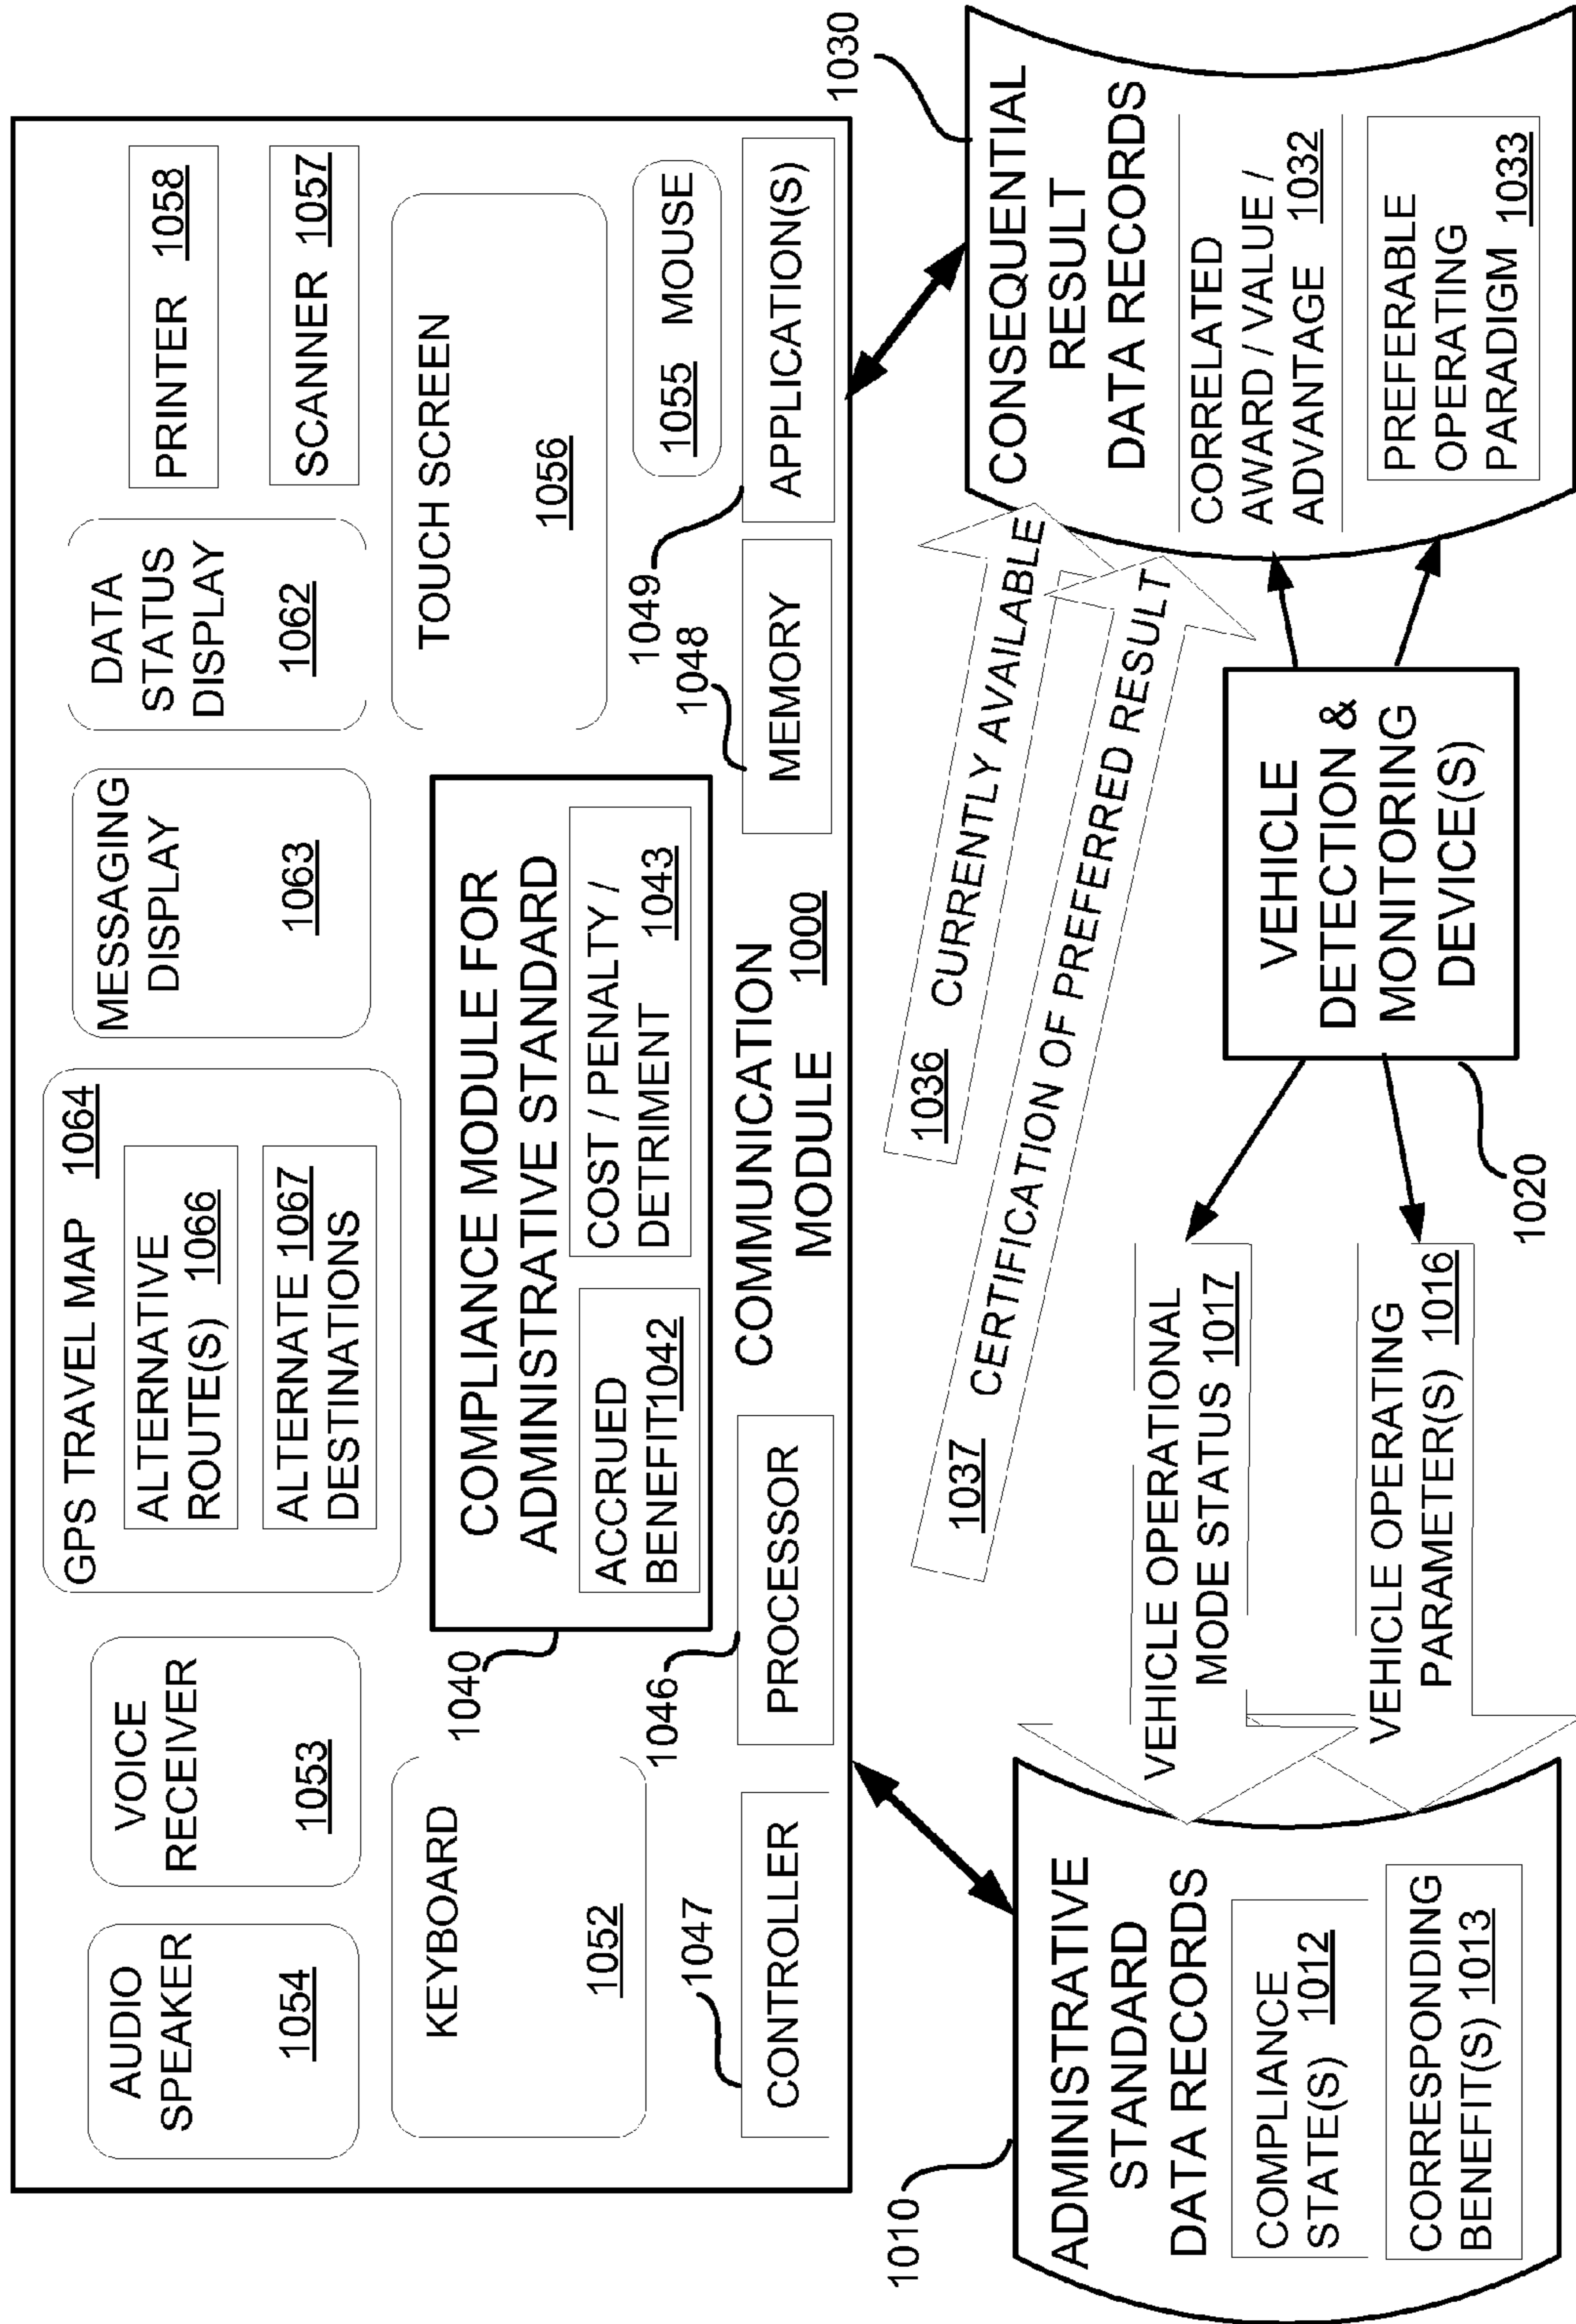 AUDIO
SPEAKER
1054
VOICE
RECEIVER
1053
GPS TRAVEL MAP 1064
ALTERNATIVE
ROUTE(S) 1066
ALTERNATE 1067
DESTINATIONS
MESSAGING
DISPLAY
1063
DATA
STATUS
DISPLAY
1062
PRINTER 1058
SCANNER 1057
KEYBOARD
1052
1040
COMPLIANCE MODULE FOR
ADMINISTRATIVE STANDARD
ACCRUED
BENEFIT1042
COST / PENALTY /
DETRIMENT 1043
TOUCH SCREEN
1056
1055 MOUSE
1047
CONTROLLER
1046
PROCESSOR
COMMUNICATION
MODULE 1000
1048
MEMORY
1049
APPLICATION(S)
1010
ADMINISTRATIVE
STANDARD
DATA RECORDS
COMPLIANCE
STATE(S) 1012
CORRESPONDING
BENEFIT(S) 1013
1036 CURRENTLY AVAILABLE
1037 CERTIFICATION OF PREFERRED RESULT
VEHICLE OPERATIONAL
MODE STATUS 1017
VEHICLE OPERATING
PARAMETER(S) 1016
1020
VEHICLE
DETECTION &
MONITORING
DEVICE(S)
1030
CONSEQUENTIAL
RESULT
DATA RECORDS
CORRELATED
AWARD / VALUE /
ADVANTAGE 1032
PREFERABLE
OPERATING
PARADIGM 1033